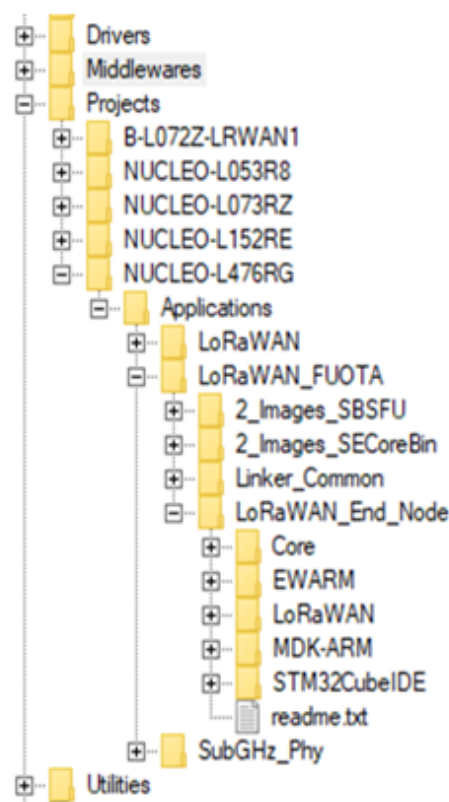 Drivers
Middlewares
Projects
B-L072Z-LRWAN1
NUCLEO-L053R8
NUCLEO-L073RZ
NUCLEO-L152RE
NUCLEO-L476RG
Applications
LoRaWAN
LoRaWAN_FUOTA
2_Images_SBSFU
2_Images_SECoreBin
Linker_Common
LoRaWAN_End_Node
Core
EWARM
LoRaWAN
MDK-ARM
STM32CubeIDE
readme.txt
SubGHz_Phy
Utilities